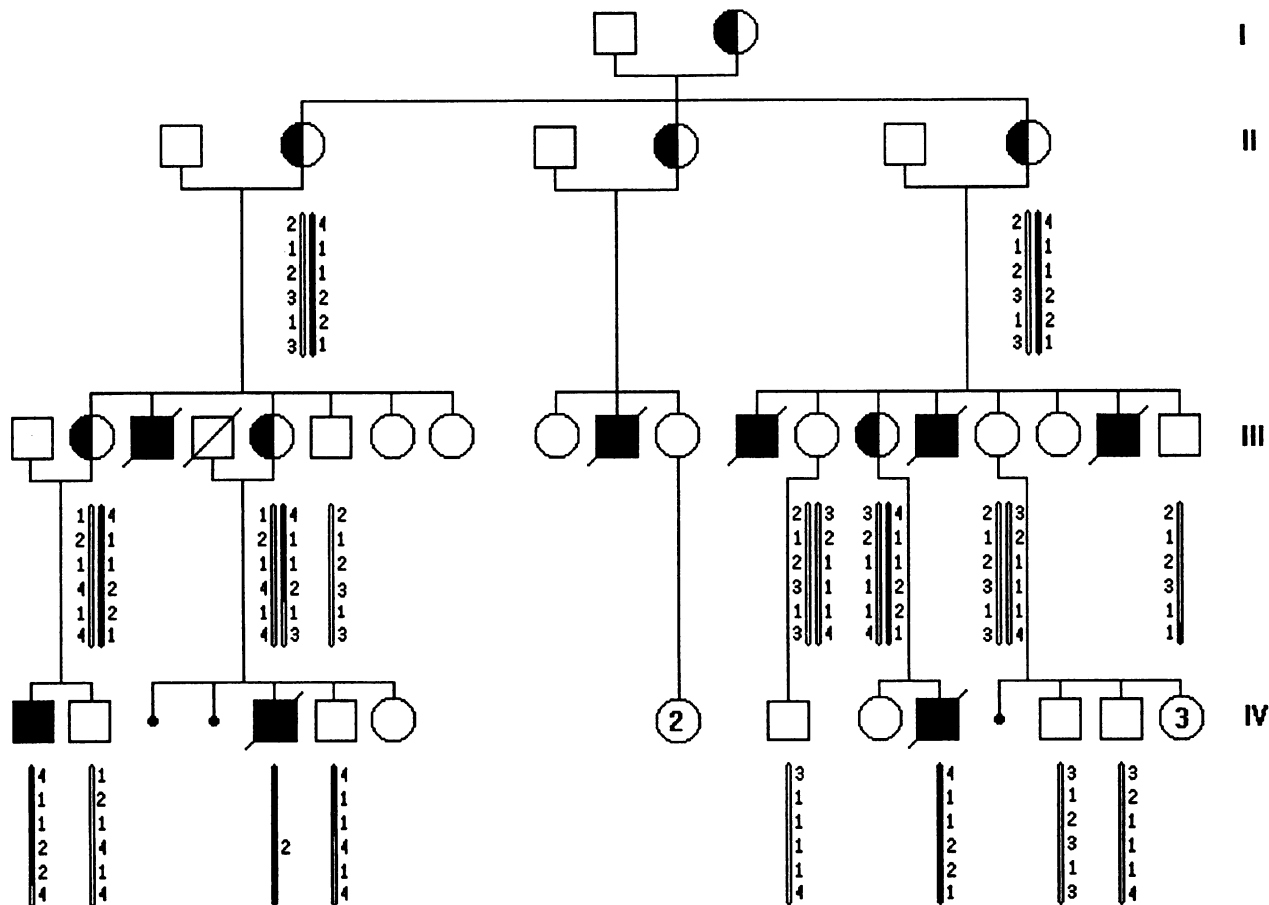 I
II
2 4 2 4
1 1 1 1
2 1 2 1
3 2 3 2
1 2 1 2
3 1 3 1
III
1 4 1 4 2 2 3 3 4 2 3 2
2 1 2 1 1 1 2 2 1 1 2 1
1 1 1 1 2 2 1 1 1 2 1 2
4 2 4 2 3 3 1 1 2 3 1 3
1 2 1 1 1 1 1 1 2 1 1 1
4 1 4 3 3 3 4 4 1 3 4 1
2 3 IV
4 1 4 3 4 3 3
1 2 1 1 1 1 2
1 1 1 1 1 2 1
2 4 2 4 1 2 3 1
2 1 1 1 2 1 1
4 4 4 4 1 3 4